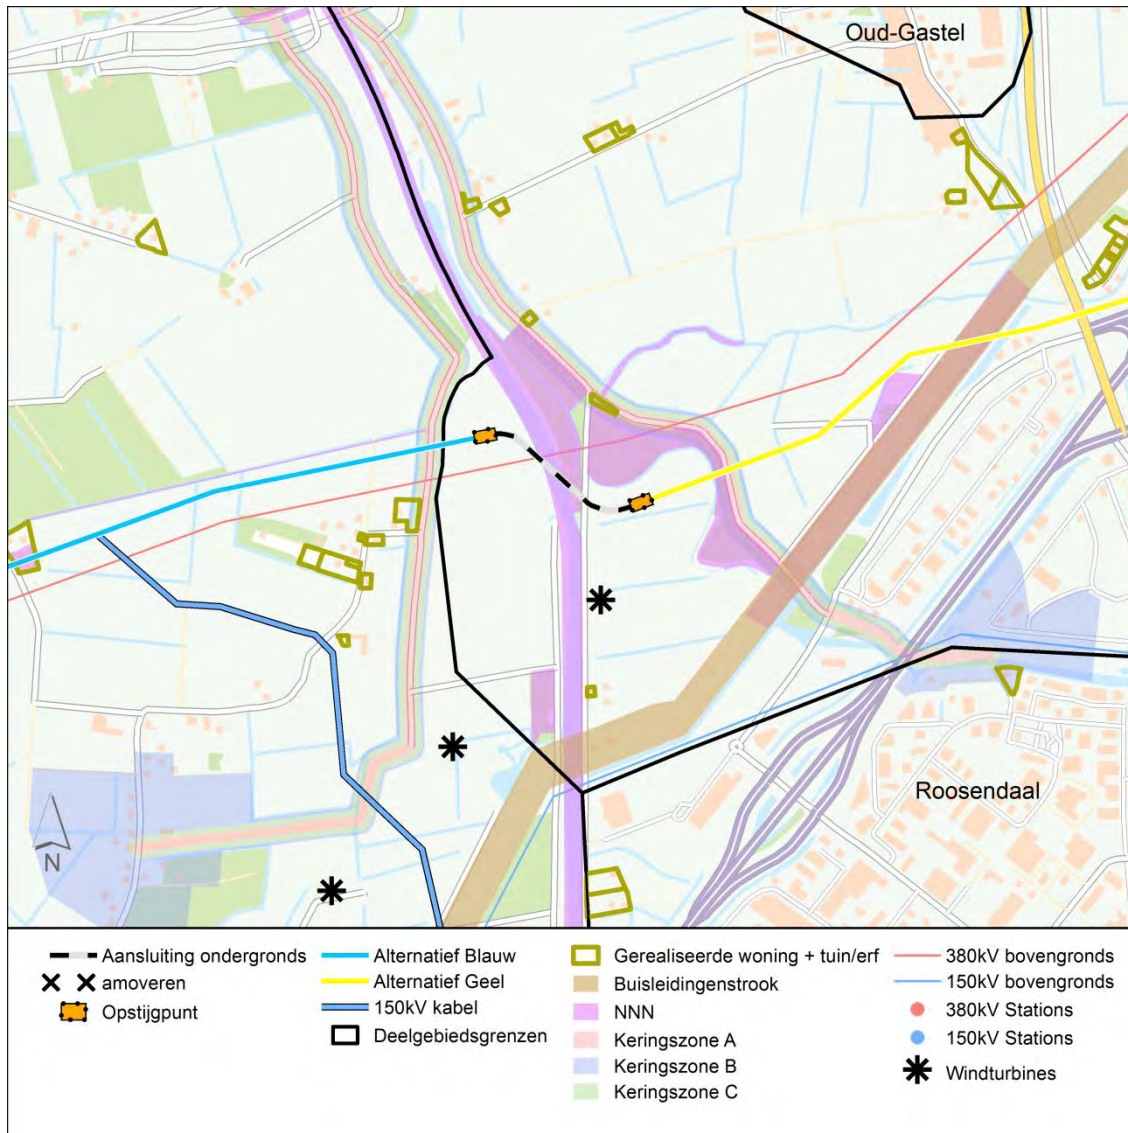 Oud-Gastel
Roosendaal
N
Aansluiting ondergronds
amoveren
Opstijgpunt
Alternatief Blauw
Alternatief Geel
150kV kabel
Deelgebiedsgrenzen
Gerealiseerde woning + tuin/erf
Buisleidingenstrook
NNN
Keringszone A
Keringszone B
Keringszone C
380kV bovengronds
150kV bovengronds
380kV Stations
150kV Stations
Windturbines